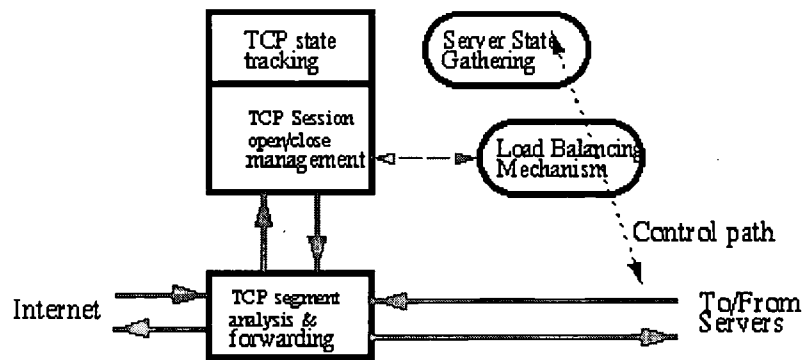 TCP state
tracking
Server State
Gathering
TCP Session
open/close
management
Load Balancing
Mechanism
Control path
Internet
TCP segment
analysis &
forwarding
To/From
Servers